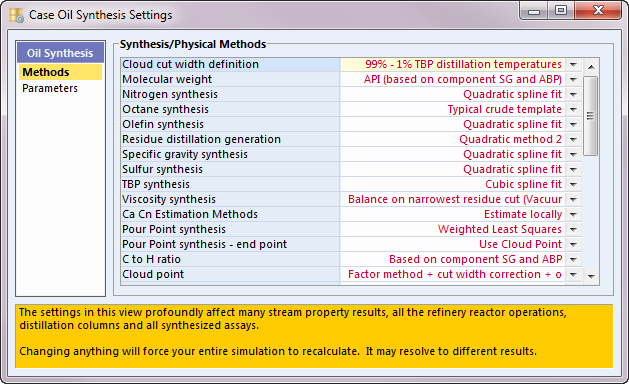 Case Oil Synthesis Settings
Oil Synthesis
Methods
Parameters
Synthesis/Physical Methods
Cloud cut width definition 99% - 1% TBP distillation temperatures
Molecular weight API (based on component SG and ABP)
Nitrogen synthesis Quadratic spline fit
Octane synthesis Typical crude template
Olefin synthesis Quadratic spline fit
Residue distillation generation Quadratic method 2
Specific gravity synthesis Quadratic spline fit
Sulfur synthesis Quadratic spline fit
TBP synthesis Cubic spline fit
Viscosity synthesis Balance on narrowest residue cut (Vacuur
Ca Cn Estimation Methods Estimate locally
Pour Point synthesis Weighted Least Squares
Pour Point synthesis - end point Use Cloud Point
C to H ratio Based on component SG and ABP
Cloud point Factor method + cut width correction + o
The settings in this view profoundly affect many stream property results, all the refinery reactor operations,
distillation columns and all synthesized assays.
Changing anything will force your entire simulation to recalculate.  It may resolve to different results.